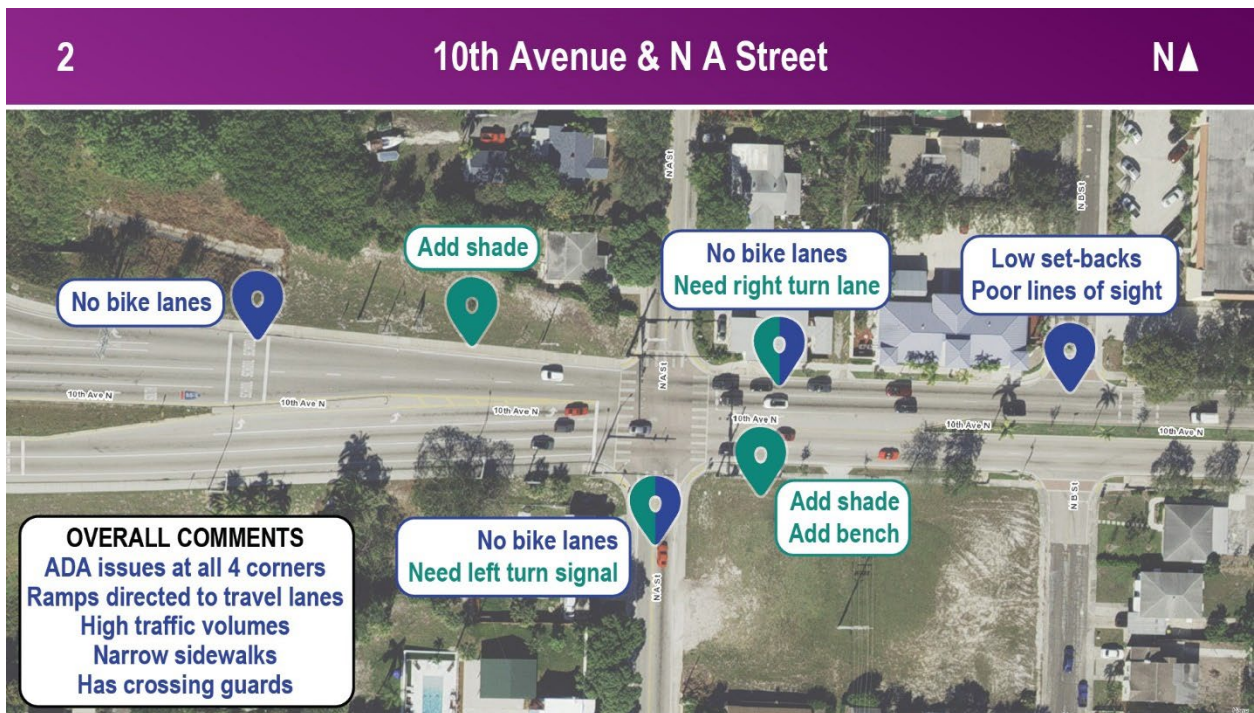 2
10th Avenue & N A Street
N
N A St
N B St
Add shade
No bike lanes
Need right turn lane
Low set-backs
Poor lines of sight
No bike lanes
N A St
10th Ave N
10th Ave N
10th Ave N
10th Ave N
10th Ave N
Add shade
Add bench
No bike lanes
Need left turn signal
N B St
N A St
OVERALL COMMENTS
ADA issues at all 4 corners
Ramps directed to travel lanes
High traffic volumes
Narrow sidewalks
Has crossing guards